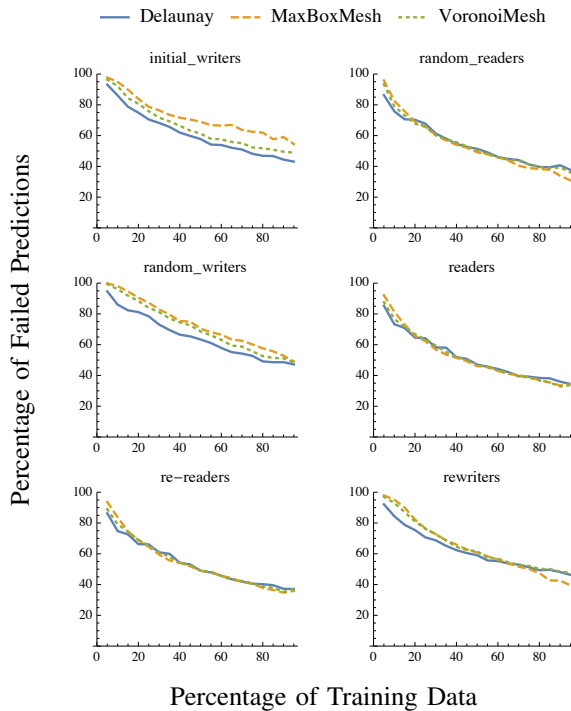 Delaunay MaxBoxMesh VoronoiMesh
Percentage of Failed Predictions
initial_writers
100
80
60
40
20
0 20 40 60 80
random_readers
100
80
60
40
20
0 20 40 60 80
random_writers
100
80
60
40
20
0 20 40 60 80
readers
100
80
60
40
20
0 20 40 60 80
re-readers
100
80
60
40
20
0 20 40 60 80
rewriters
100
80
60
40
20
0 20 40 60 80
Percentage of Training Data